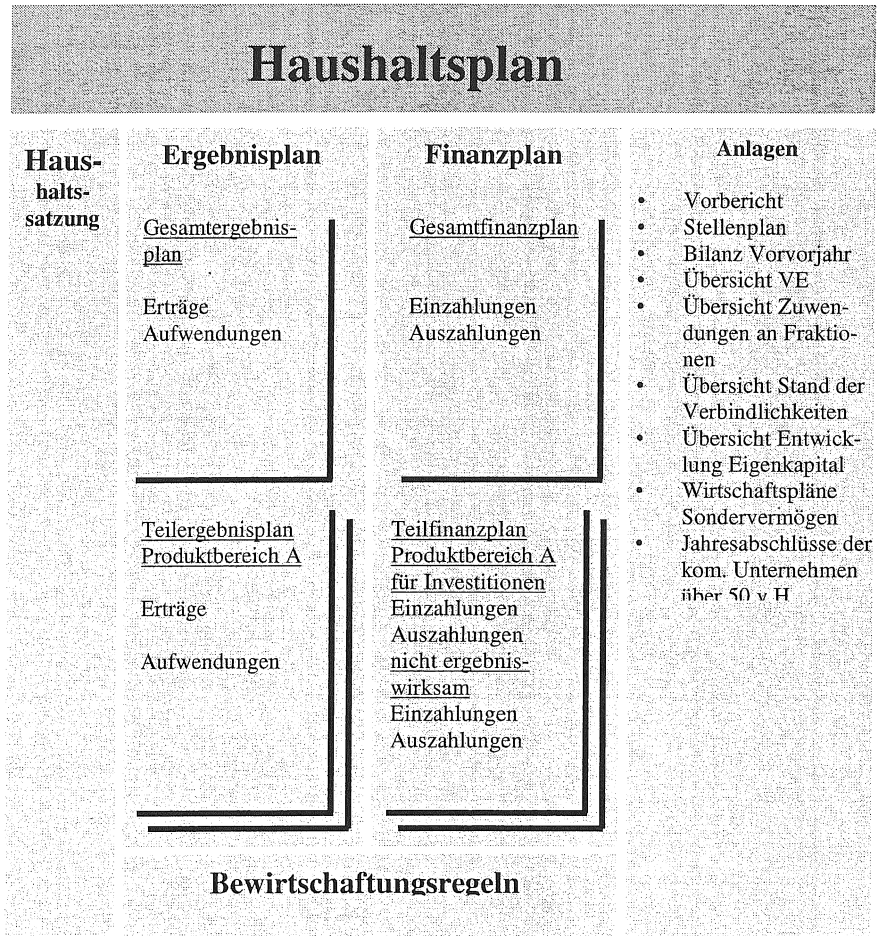 Haushaltsplan
Haus-
halts-
satzung
Ergebnisplan
Gesamtergebnis-
plan
Erträge
Aufwendungen
Teilergebnisplan
Produktbereich A
Erträge
Aufwendungen
Finanzplan
Gesamtfinanzplan
Einzahlungen
Auszahlungen
Teilfinanzplan
Produktbereich A
für Investitionen
Einzahlungen
Auszahlungen
nicht ergebnis-
wirksam
Einzahlungen
Auszahlungen
Anlagen
• Vorbericht
• Stellenplan
• Bilanz Vorvorjahr
• Übersicht VE
• Übersicht Zuwen-
dungen an Fraktio-
nen
• Übersicht Stand der
Verbindlichkeiten
• Übersicht Entwick-
lung Eigenkapital
• Wirtschaftspläne
Sondervermögen
• Jahresabschlüsse der
kom. Unternehmen
über 50 v H
Bewirtschaftungsregeln